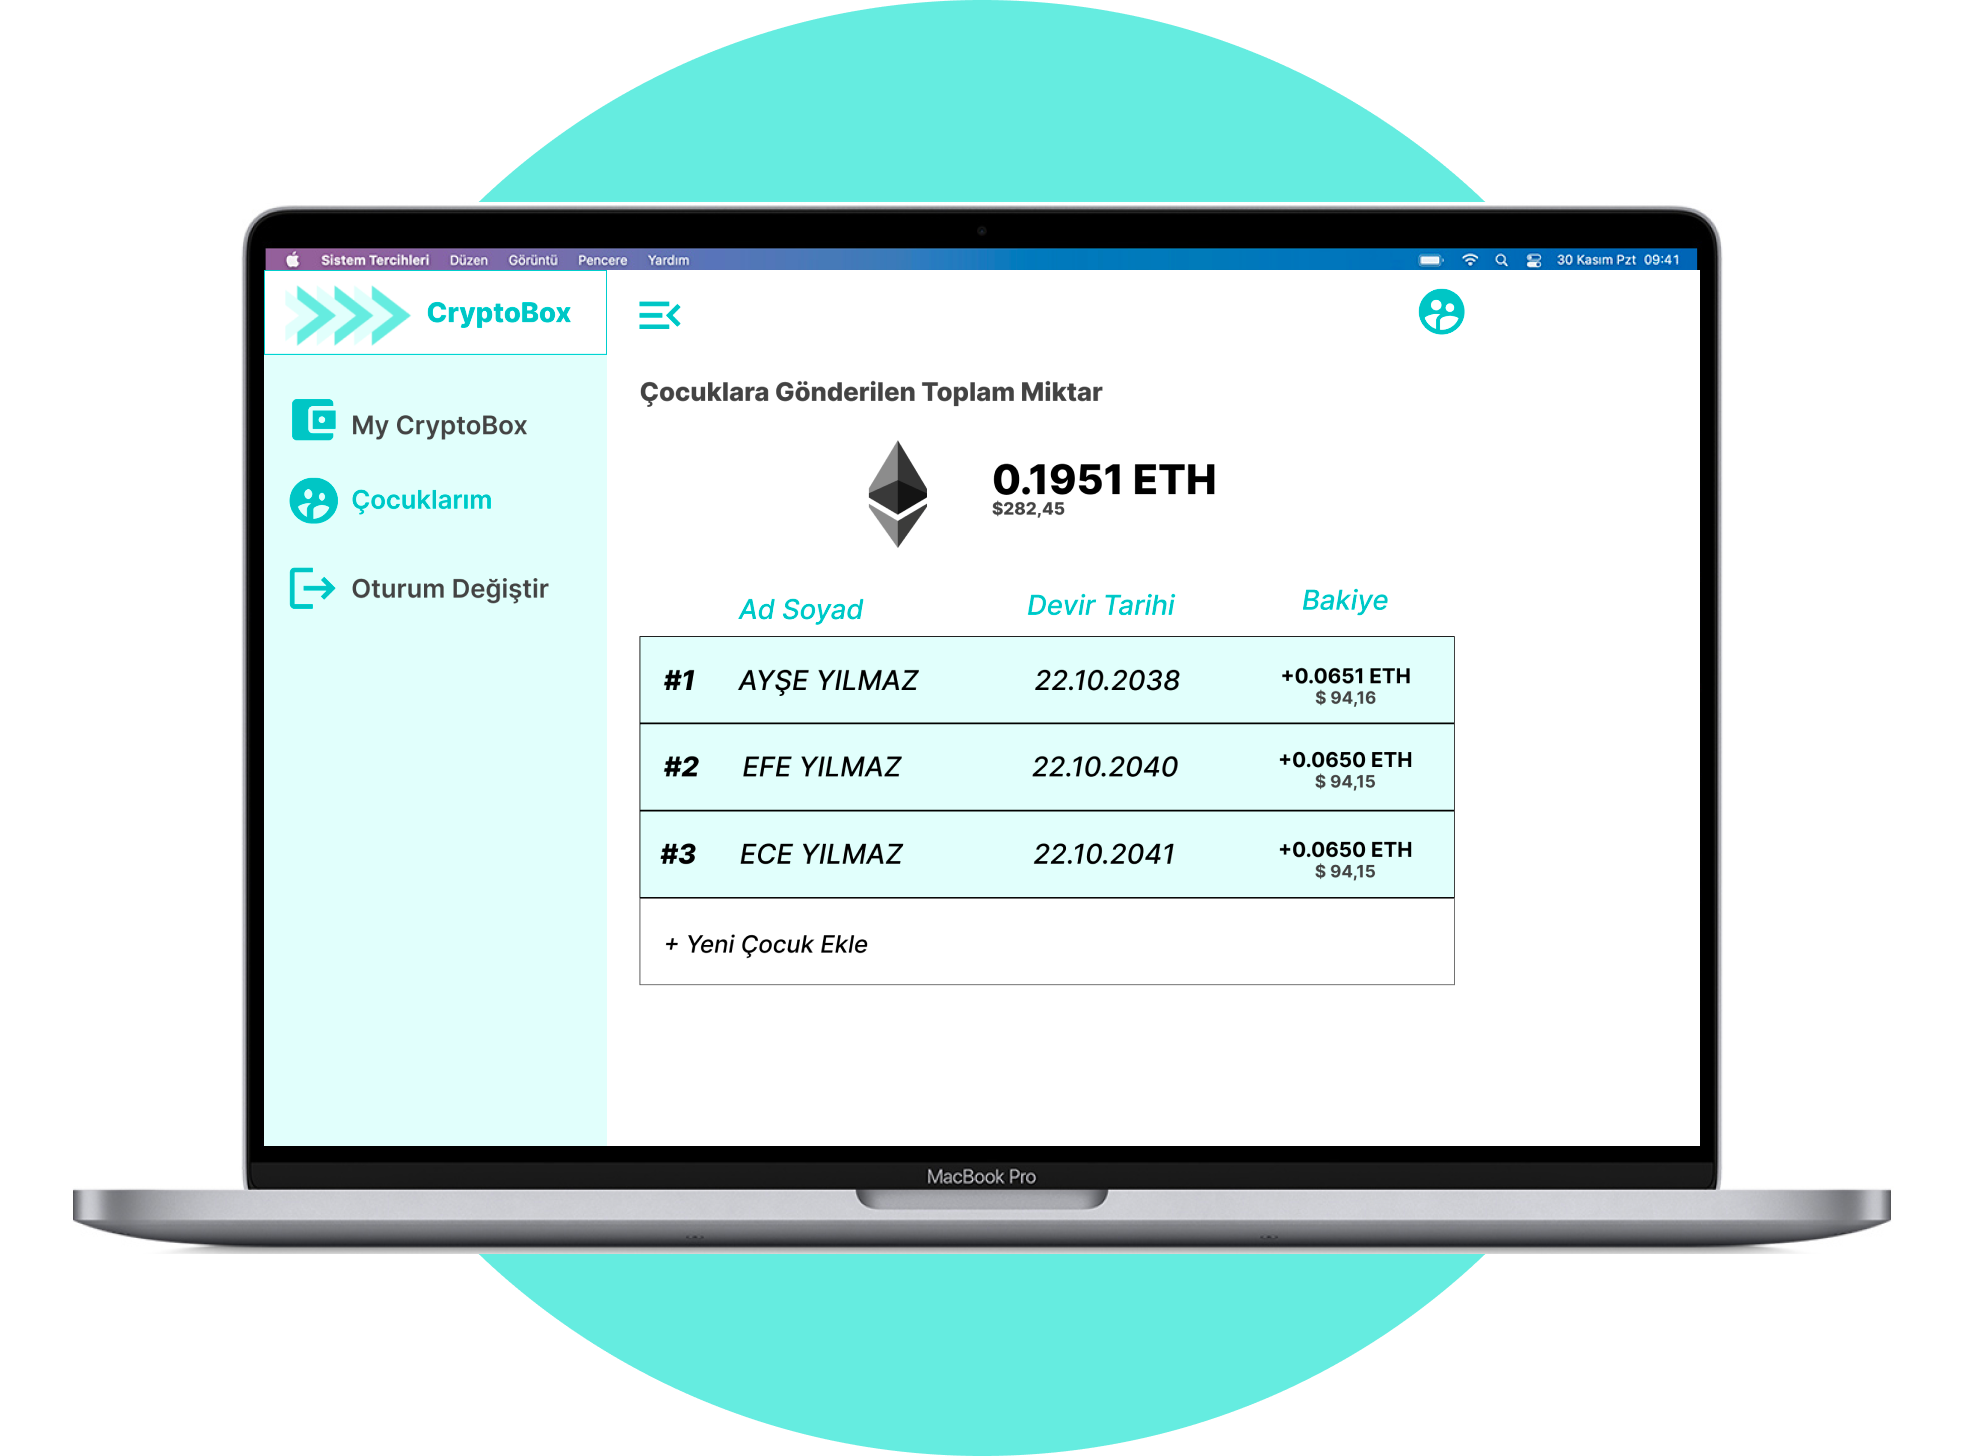 Sistem Tercihleri Düzen Görüntü Pencere Yardım 30 Kasım Pzt 09:41
CryptoBox
My CryptoBox
Çocuklarım
Oturum Değiştir
Çocuklara Gönderilen Toplam Miktar
0.1951 ETH
$282,45
Ad Soyad Devir Tarihi Bakiye
#1 AYŞE YILMAZ 22.10.2038 +0.0651 ETH
$ 94,16
#2 EFE YILMAZ 22.10.2040 +0.0650 ETH
$ 94,15
#3 ECE YILMAZ 22.10.2041 +0.0650 ETH
$ 94,15
+ Yeni Çocuk Ekle
MacBook Pro